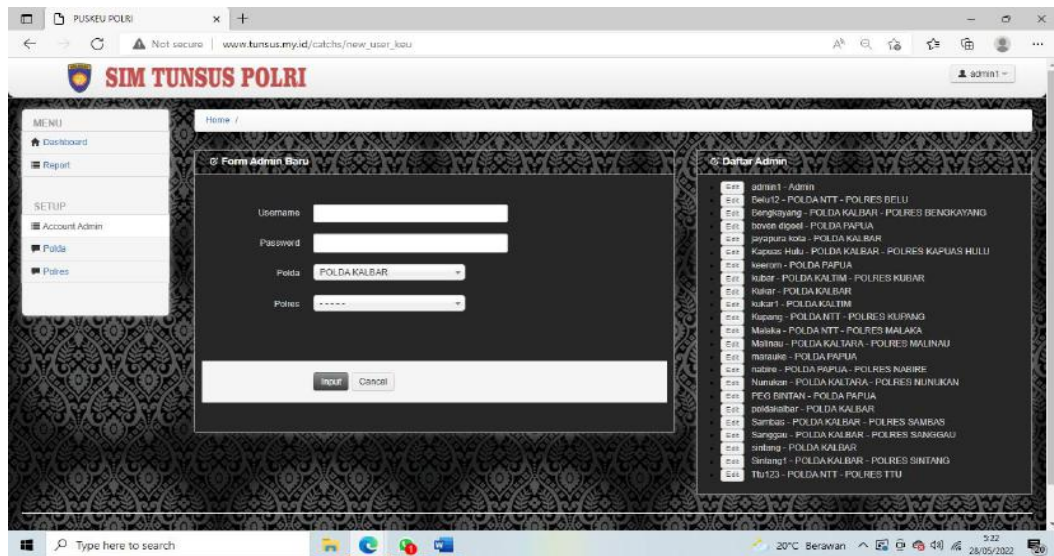 PUSKEU POLRI
Not secure www.tunsus.my.id/catchs/new_user_keu
SIM TUNSUS POLRI
admin1
MENU
Dashboard
Report
SETUP
Account Admin
Polda
Polres
Home /
Form Admin Baru
Username
Password
Polda POLDA KALBAR
Polres -----
Input Cancel
Daftar Admin
Edit admin1 - Admin
Edit Belu12 - POLDA NTT - POLRES BELU
Edit Bengkayang - POLDA KALBAR - POLRES BENGKAYANG
Edit boven digoel - POLDA PAPUA
Edit jayapura kota - POLDA KALBAR
Edit Kapuas Hulu - POLDA KALBAR - POLRES KAPUAS HULU
Edit keerom - POLDA PAPUA
Edit kubar - POLDA KALTIM - POLRES KUBAR
Edit Kukar - POLDA KALBAR
Edit kukar1 - POLDA KALTIM
Edit Kupang - POLDA NTT - POLRES KUPANG
Edit Malaka - POLDA NTT - POLRES MALAKA
Edit Malinau - POLDA KALTARA - POLRES MALINAU
Edit marauke - POLDA PAPUA
Edit nabire - POLDA PAPUA - POLRES NABIRE
Edit Nunukan - POLDA KALTARA - POLRES NUNUKAN
Edit PEG BINTAN - POLDA PAPUA
Edit poldakalbar - POLDA KALBAR
Edit Sambas - POLDA KALBAR - POLRES SAMBAS
Edit Sanggau - POLDA KALBAR - POLRES SANGGAU
Edit sintang - POLDA KALBAR
Edit Sintang1 - POLDA KALBAR - POLRES SINTANG
Edit Ttu123 - POLDA NTT - POLRES TTU
Type here to search
20°C Berawan
5:22
28/05/2022